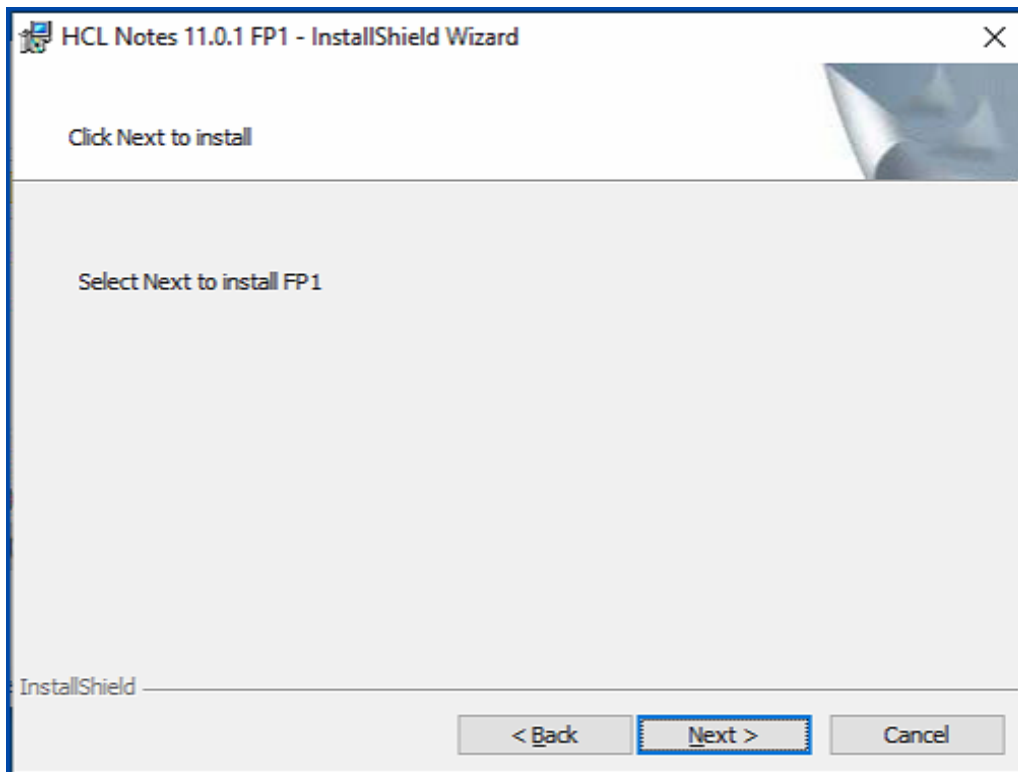 HCL Notes 11.0.1 FP1 - InstallShield Wizard
Click Next to install
Select Next to install FP1
InstallShield
< Back Next > Cancel